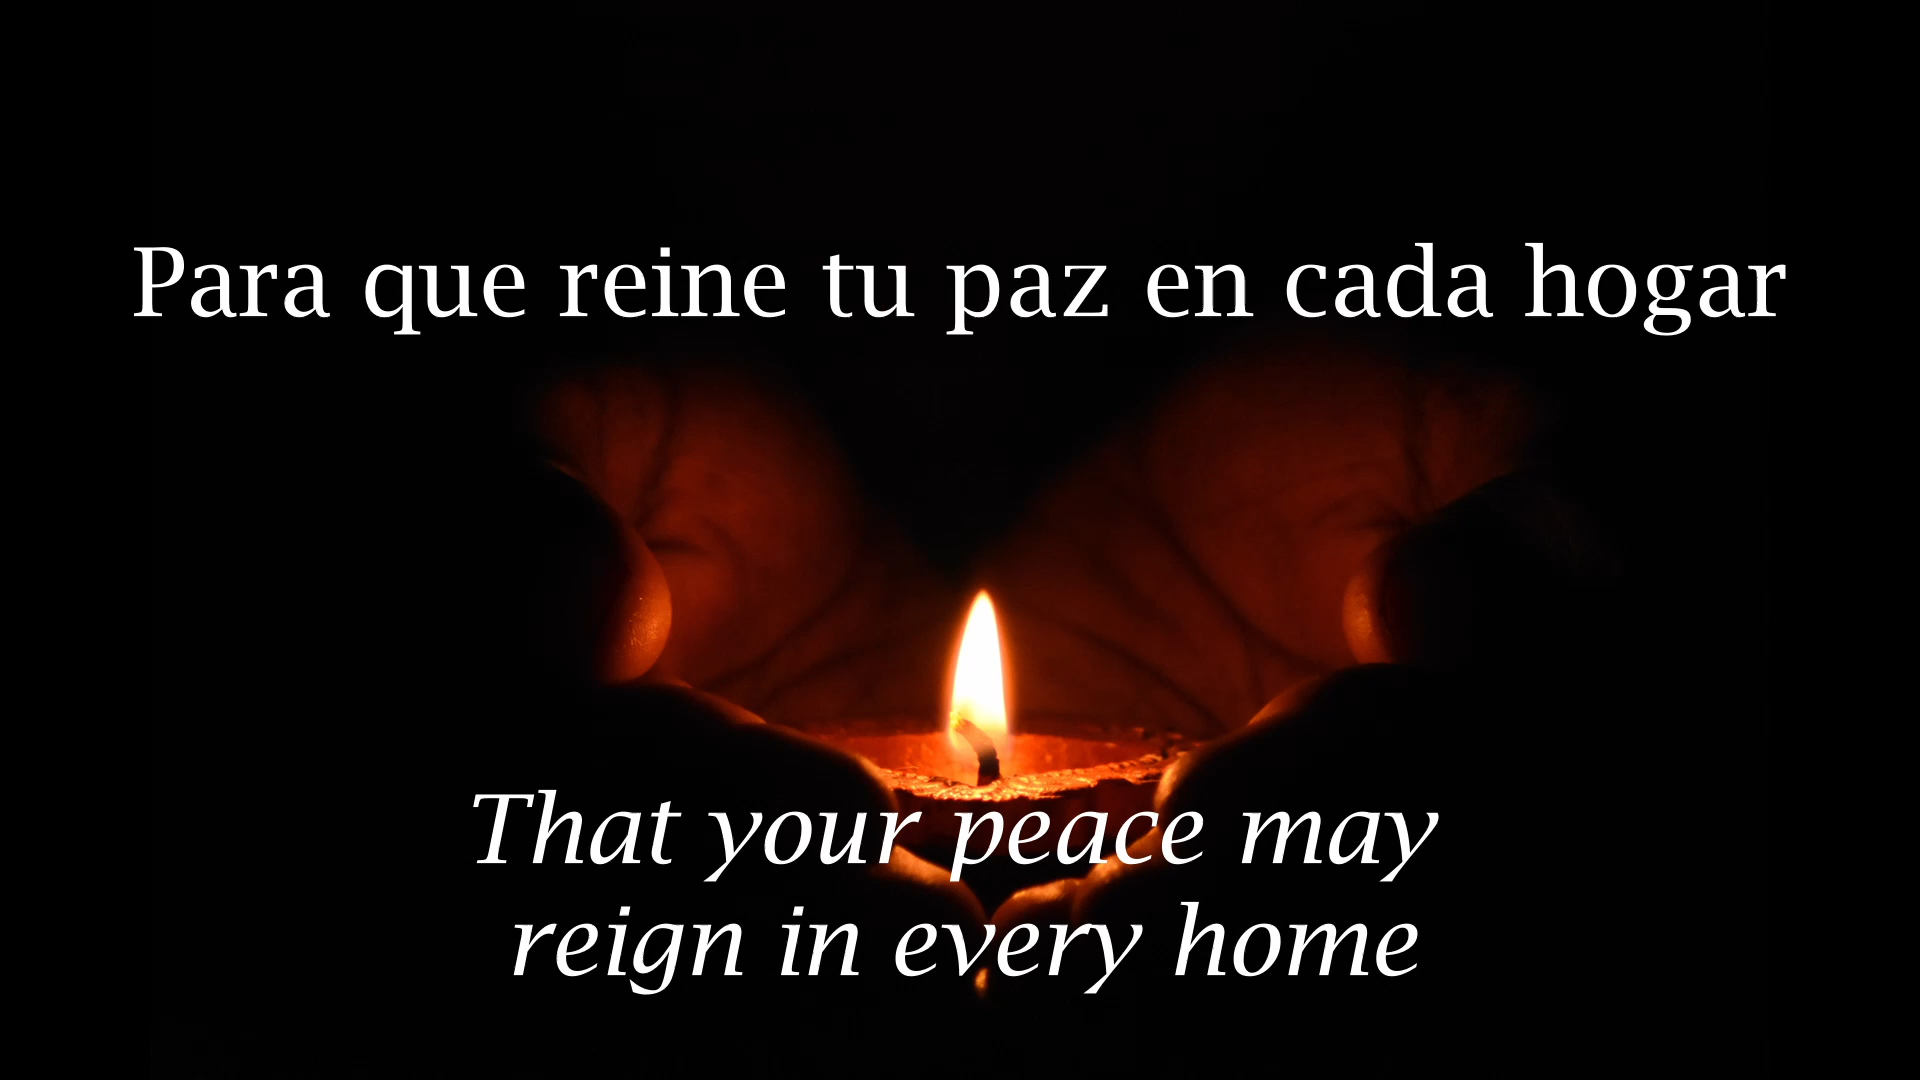 Para que reine tu paz en cada hogar
That your peace may
reign in every home